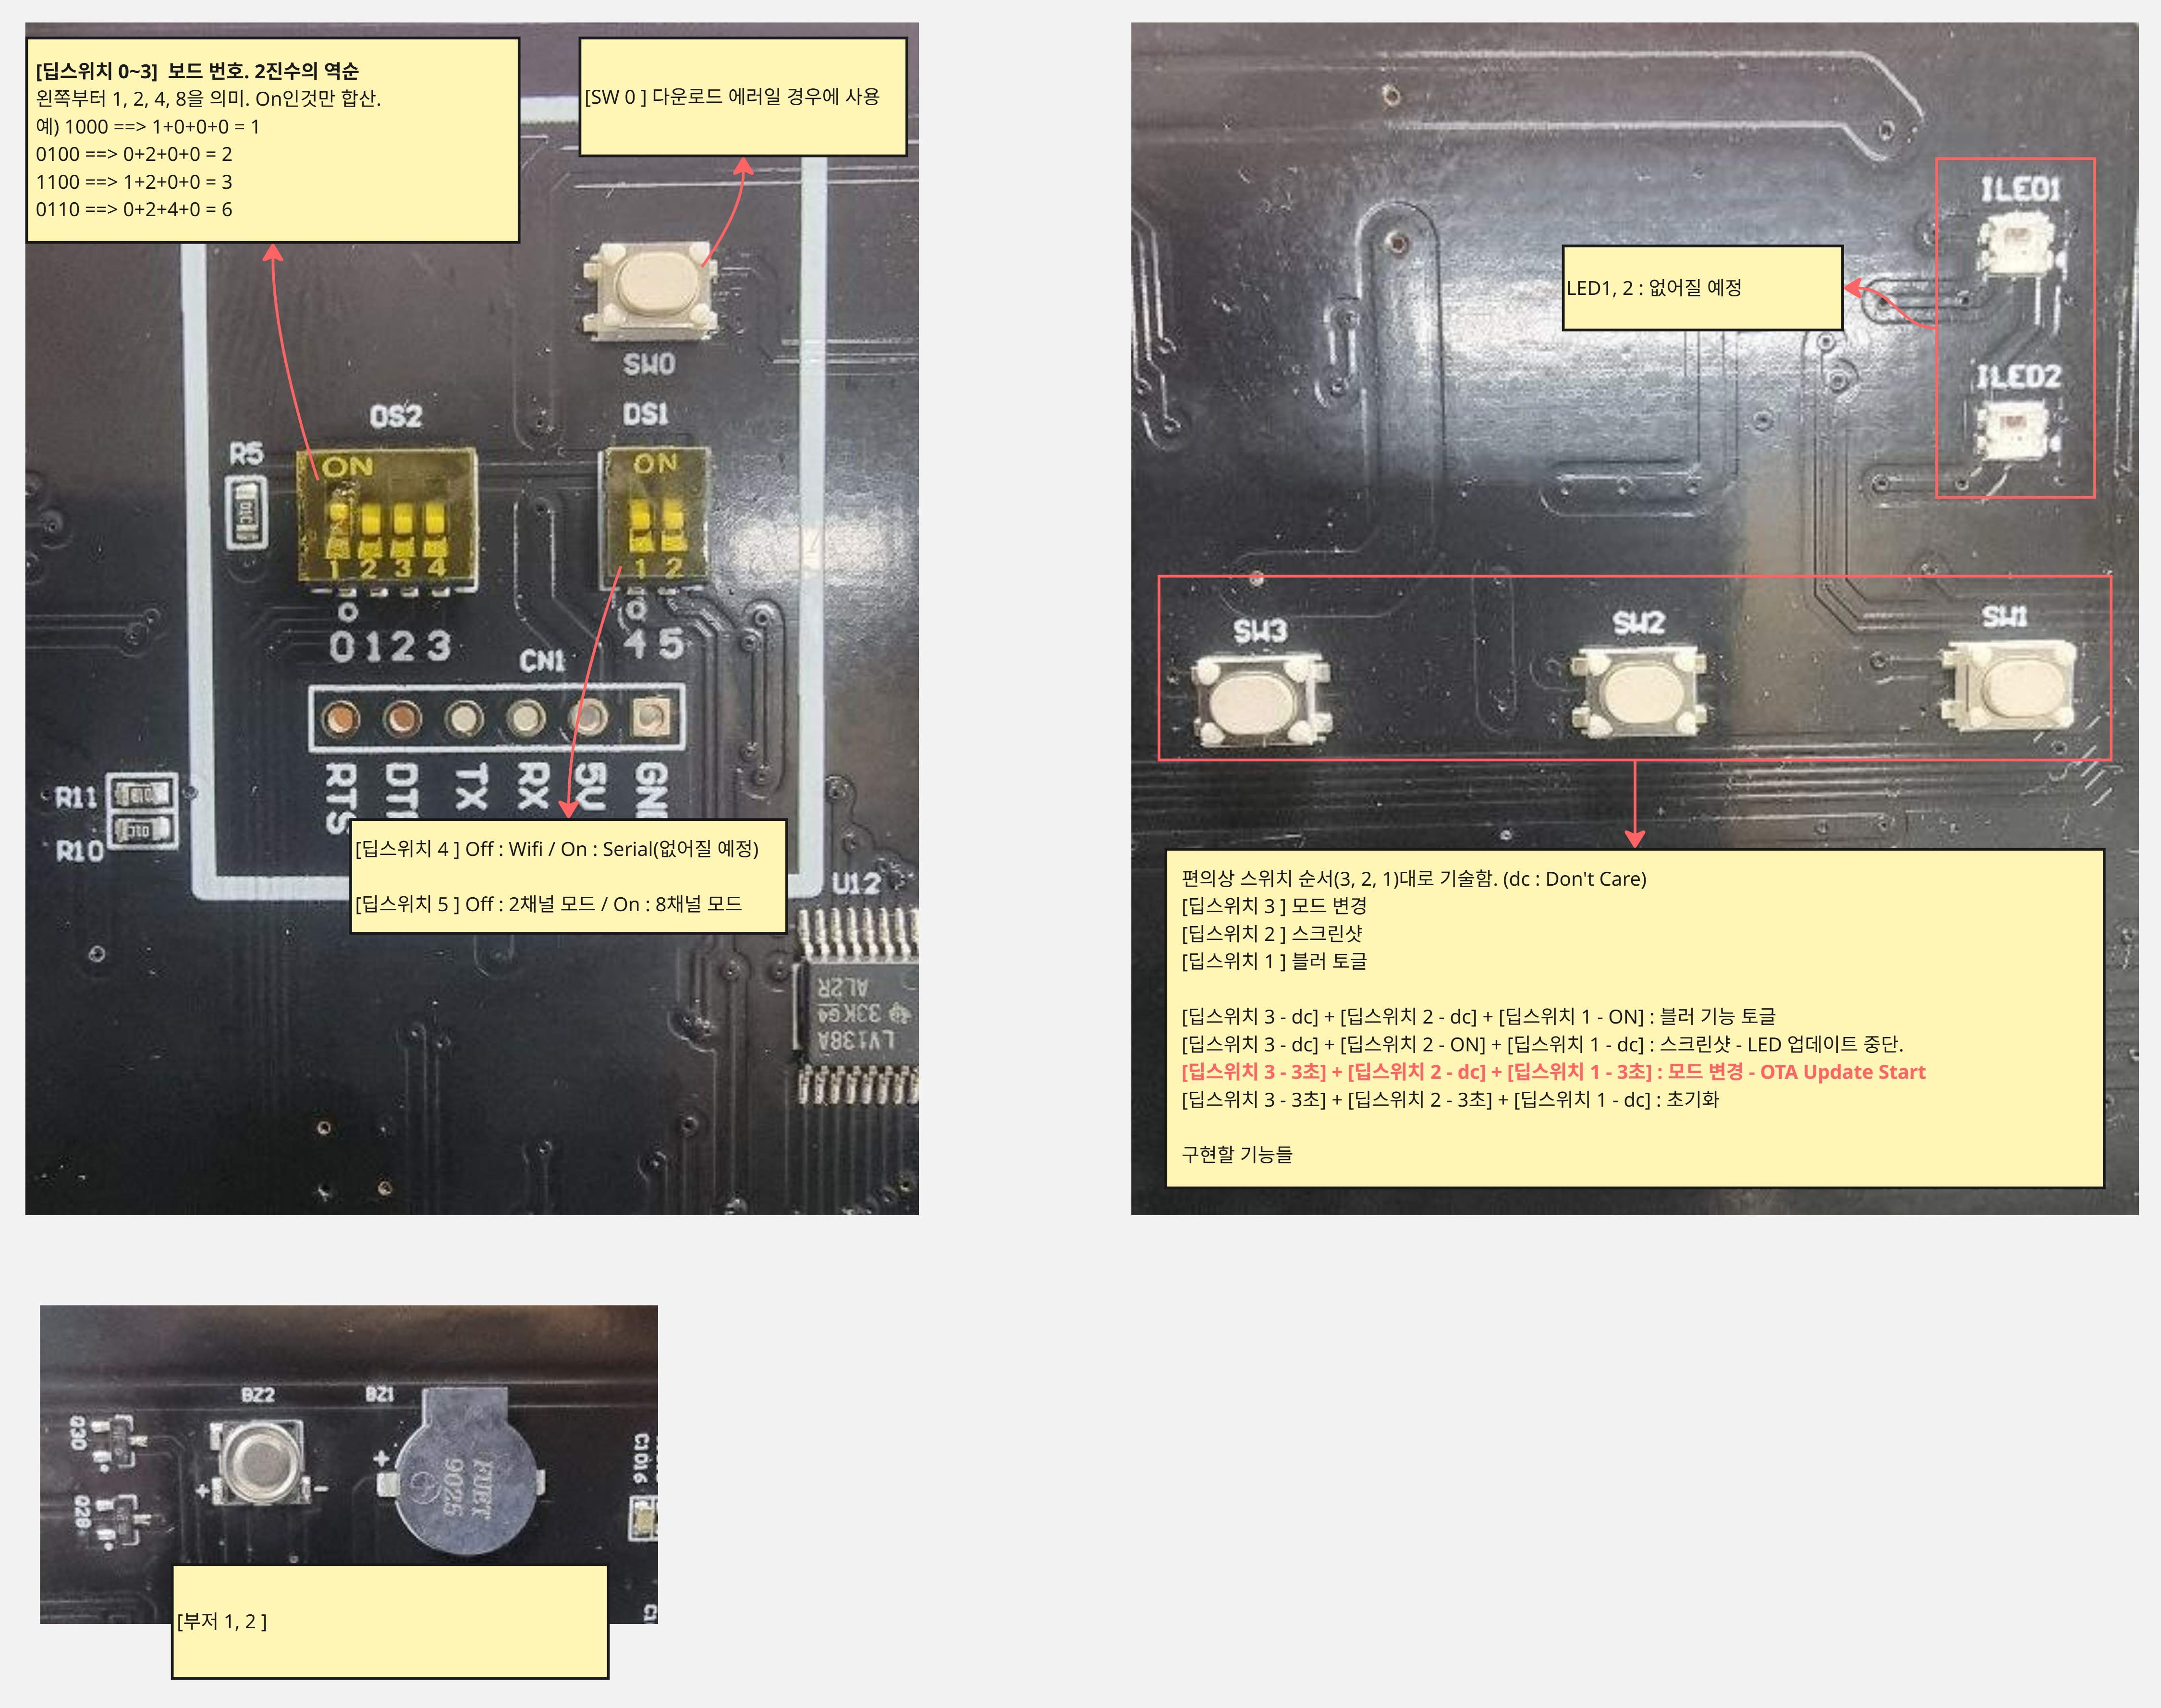 [딥스위치 0~3]  보드 번호. 2진수의 역순
왼쪽부터 1, 2, 4, 8을 의미. On인것만 합산.
예) 1000 ==> 1+0+0+0 = 1
0100 ==> 0+2+0+0 = 2
1100 ==> 1+2+0+0 = 3
0110 ==> 0+2+4+0 = 6
[SW 0 ] 다운로드 에러일 경우에 사용
SW0
DS2
DS1
R5
ON
1 2 3 4
ON
1 2
0 1 2 3
4 5
CN1
RTS
TX
RX
5V
R11
R10
[딥스위치 4 ] Off : Wifi / On : Serial(없어질 예정)
[딥스위치 5 ] Off : 2채널 모드 / On : 8채널 모드
U12
LV138A
33KG4
AL2R
ILED1
LED1, 2 : 없어질 예정
ILED2
SW3
SW2
SW1
편의상 스위치 순서(3, 2, 1)대로 기술함. (dc : Don't Care)
[딥스위치 3 ] 모드 변경
[딥스위치 2 ] 스크린샷
[딥스위치 1 ] 블러 토글
[딥스위치 3 - dc] + [딥스위치 2 - dc] + [딥스위치 1 - ON] : 블러 기능 토글
[딥스위치 3 - dc] + [딥스위치 2 - ON] + [딥스위치 1 - dc] : 스크린샷 - LED 업데이트 중단.
[딥스위치 3 - 3초] + [딥스위치 2 - dc] + [딥스위치 1 - 3초] : 모드 변경 - OTA Update Start
[딥스위치 3 - 3초] + [딥스위치 2 - 3초] + [딥스위치 1 - dc] : 초기화
구현할 기능들
BZ2
BZ1
Q30
FUET
9025
C1016
[부저 1, 2 ]